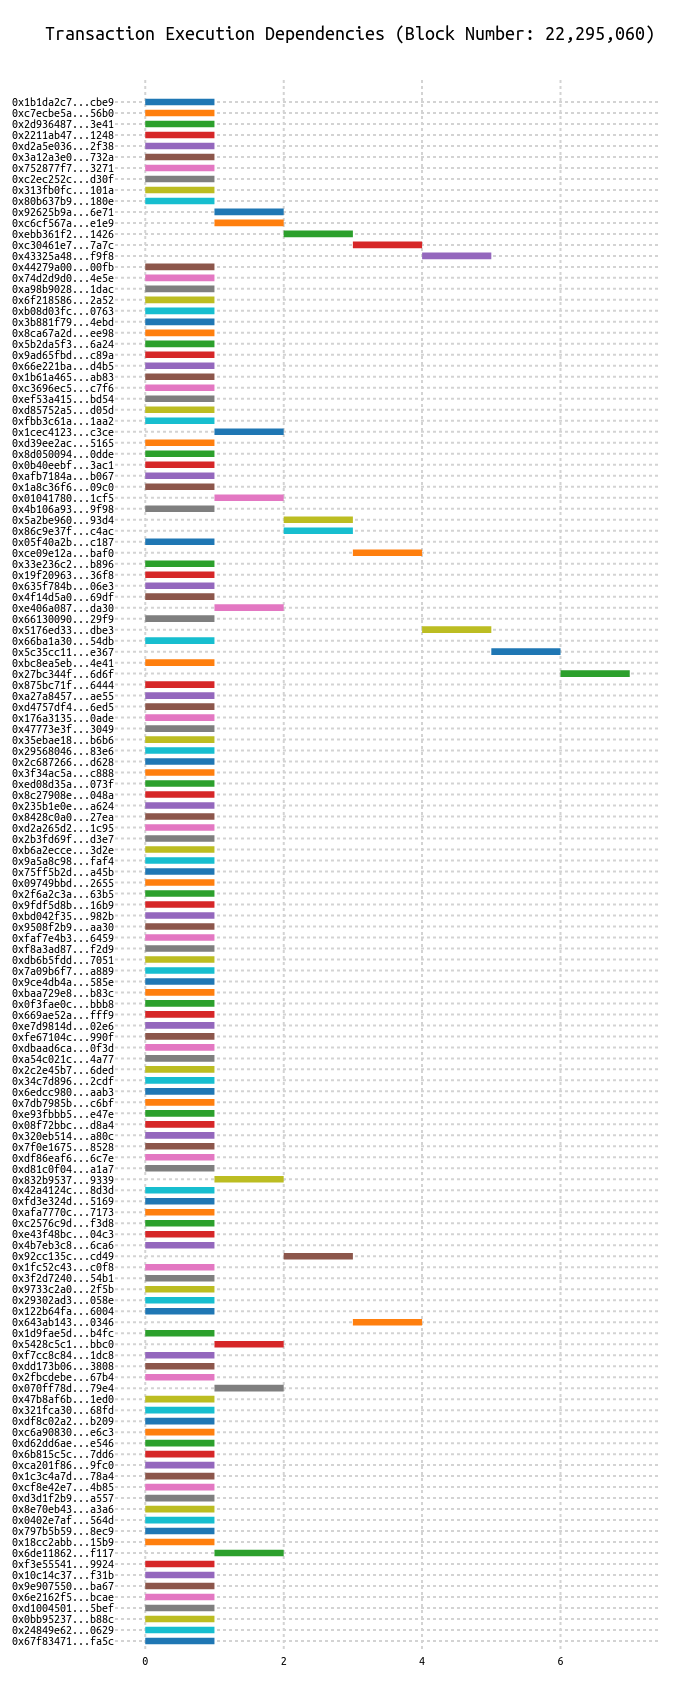 Transaction Execution Dependencies (Block Number: 22,295,060)
0x1b1da2c7...cbe9
0xc7ecbe5a...56b0
0x2d936487...3e41
0x2211ab47...1248
0xd2a5e036...2f38
0x3a12a3e0...732a
0x752877f7...3271
0xc2ec252c...d30f
0x313fb0fc...101a
0x80b637b9...180e
0x92625b9a...6e71
0xc6cf567a...e1e9
0xebb361f2...1426
0xc30461e7...7a7c
0x43325a48...f9f8
0x44279a00...00fb
0x74d2d9d0...4e5e
0xa98b9028...1dac
0x6f218586...2a52
0xb08d03fc...0763
0x3b881f79...4ebd
0x8ca67a2d...ee98
0x5b2da5f3...6a24
0x9ad65fbd...c89a
0x66e221ba...d4b5
0x1b61a465...ab83
0xc3696ec5...c7f6
0xef53a415...bd54
0xd85752a5...d05d
0xfbb3c61a...1aa2
0x1cec4123...c3ce
0xd39ee2ac...5165
0x8d050094...0dde
0x0b40eebf...3ac1
0xafb7184a...b067
0x1a8c36f6...09c0
0x01041780...1cf5
0x4b106a93...9f98
0x5a2be960...93d4
0x86c9e37f...c4ac
0x05f40a2b...c187
0xce09e12a...baf0
0x33e236c2...b896
0x19f20963...36f8
0x635f784b...06e3
0x4f14d5a0...69df
0xe406a087...da30
0x66130090...29f9
0x5176ed33...dbe3
0x66ba1a30...54db
0x5c35cc11...e367
0xbc8ea5eb...4e41
0x27bc344f...6d6f
0x875bc71f...6444
0xa27a8457...ae55
0xd4757df4...6ed5
0x176a3135...0ade
0x47773e3f...3049
0x35ebae18...b6b6
0x29568046...83e6
0x2c687266...d628
0x3f34ac5a...c888
0xed08d35a...073f
0x8c27908e...048a
0x235b1e0e...a624
0x8428c0a0...27ea
0xd2a265d2...1c95
0x2b3fd69f...d3e7
0xb6a2ecce...3d2e
0x9a5a8c98...faf4
0x75ff5b2d...a45b
0x09749bbd...2655
0x2f6a2c3a...63b5
0x9fdf5d8b...16b9
0xbd042f35...982b
0x9508f2b9...aa30
0xfaf7e4b3...6459
0xf8a3ad87...f2d9
0xdb6b5fdd...7051
0x7a09b6f7...a889
0x9ce4db4a...585e
0xbaa729e8...b83c
0x0f3fae0c...bbb8
0x669ae52a...fff9
0xe7d9814d...02e6
0xfe67104c...990f
0xdbaad6ca...0f3d
0xa54c021c...4a77
0x2c2e45b7...6ded
0x34c7d896...2cdf
0x6edcc980...aab3
0x7db7985b...c6bf
0xe93fbbb5...e47e
0x08f72bbc...d8a4
0x320eb514...a80c
0x7f0e1675...8528
0xdf86eaf6...6c7e
0xd81c0f04...a1a7
0x832b9537...9339
0x42a4124c...8d3d
0xfd3e324d...5169
0xafa7770c...7173
0xc2576c9d...f3d8
0xe43f48bc...04c3
0x4b7eb3c8...6ca6
0x92cc135c...cd49
0x1fc52c43...c0f8
0x3f2d7240...54b1
0x9733c2a0...2f5b
0x29302ad3...058e
0x122b64fa...6004
0x643ab143...0346
0x1d9fae5d...b4fc
0x5428c5c1...bbc0
0xf7cc8c84...1dc8
0xdd173b06...3808
0x2fbcdebe...67b4
0x070ff78d...79e4
0x47b8af6b...1ed0
0x321fca30...68fd
0xdf8c02a2...b209
0xc6a90830...e6c3
0xd62dd6ae...e546
0x6b815c5c...7dd6
0xca201f86...9fc0
0x1c3c4a7d...78a4
0xcf8e42e7...4b85
0xd3d1f2b9...a557
0x8e70eb43...a3a6
0x0402e7af...564d
0x797b5b59...8ec9
0x18cc2abb...15b9
0x6de11862...f117
0xf3e55541...9924
0x10c14c37...f31b
0x9e907550...ba67
0x6e2162f5...bcae
0xd1004501...5bef
0x0bb95237...b88c
0x24849e62...0629
0x67f83471...fa5c
0 2 4 6